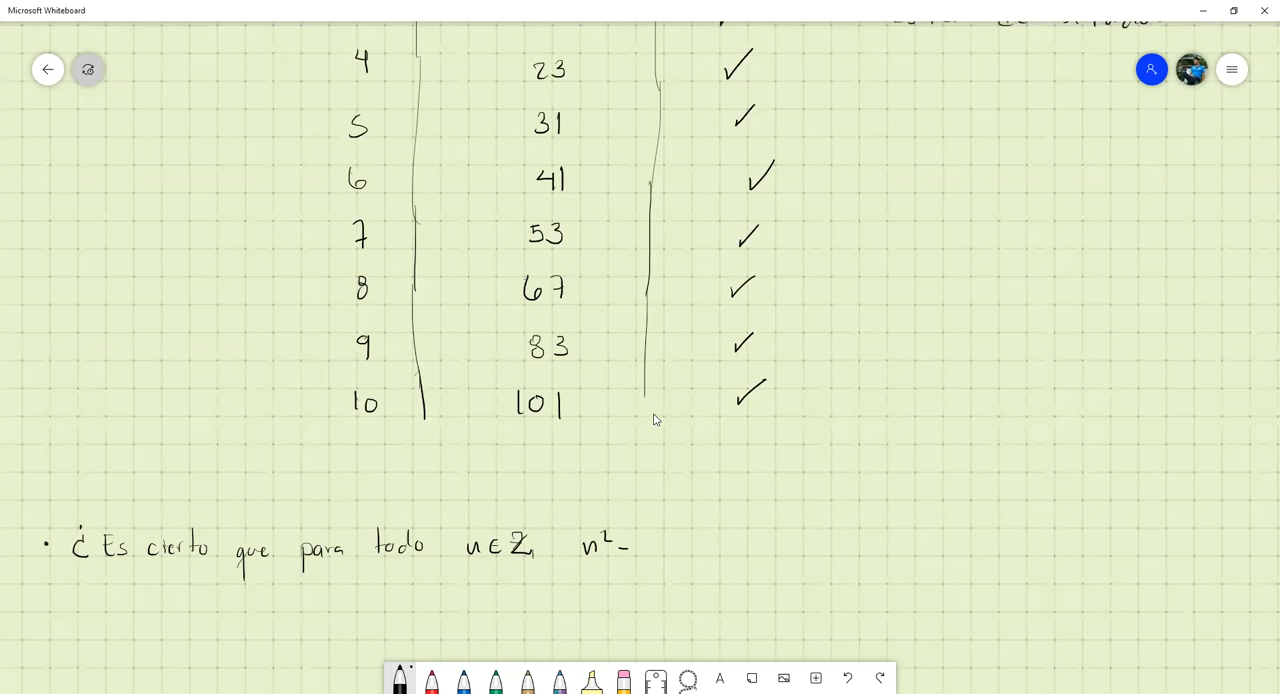 Microsoft Whiteboard
4 23 ✓
5 31 ✓
6 41 ✓
7 53 ✓
8 67 ✓
9 83 ✓
10 101 ✓
• ¿Es cierto que para todo n∈ℤ, n² -